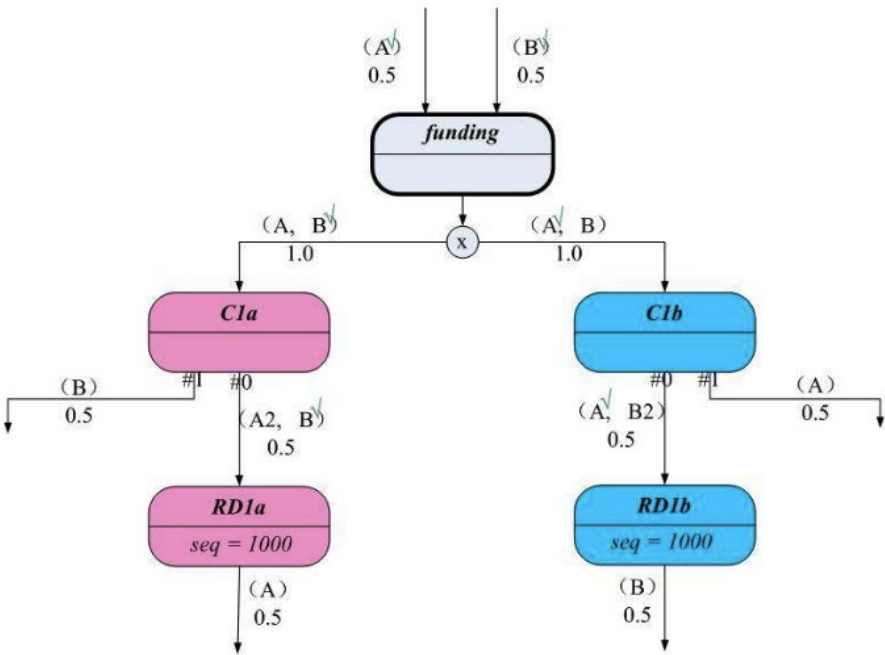 （A√） （B√）
0.5 0.5
funding
（A, B√） （A√, B）
1.0 x 1.0
C1a C1b
#1 #0 #0 #1
（B） （A）
0.5 0.5
（A2, B√） （A√, B2）
0.5 0.5
RD1a RD1b
seq = 1000 seq = 1000
（A） （B）
0.5 0.5